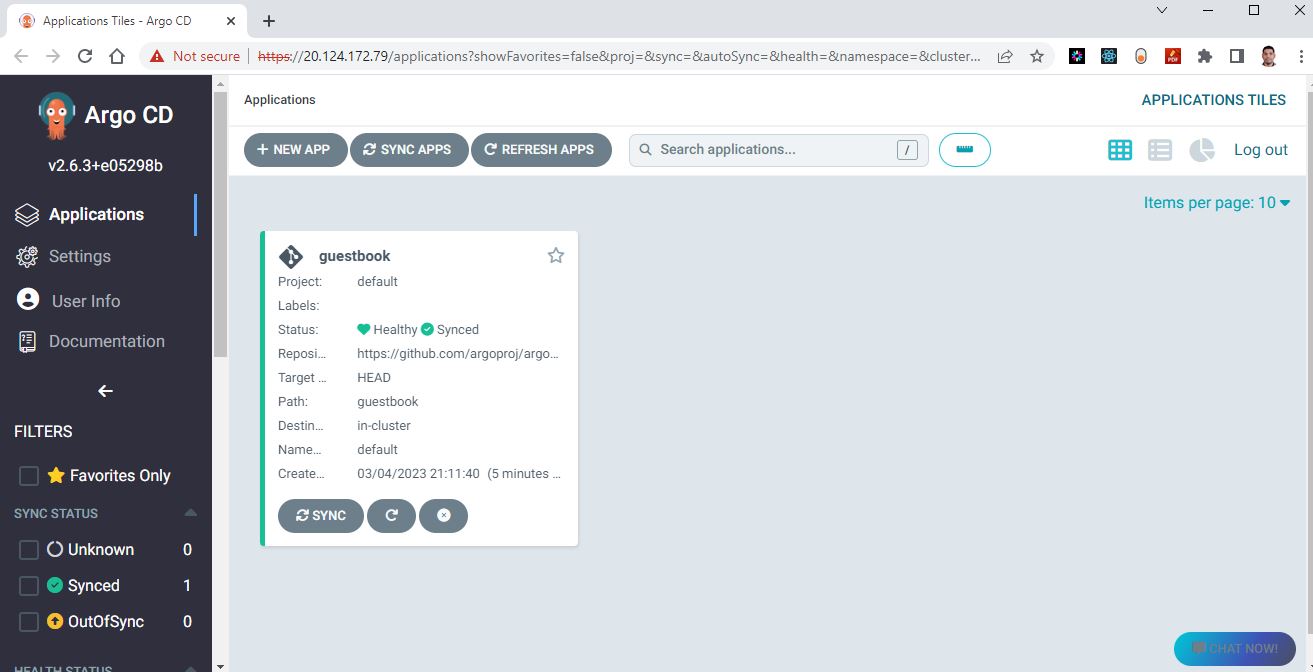 Applications Tiles - Argo CD
Not secure https://20.124.172.79/applications?showFavorites=false&proj=&sync=&autoSync=&health=&namespace=&cluster...
PDF
Argo CD
v2.6.3+e05298b
Applications
Settings
User Info
Documentation
FILTERS
Favorites Only
SYNC STATUS
Unknown 0
Synced 1
OutOfSync 0
HEALTH STATUS
Applications
APPLICATIONS TILES
NEW APP
SYNC APPS
REFRESH APPS
Search applications...
/
Log out
Items per page: 10
guestbook
Project: default
Labels:
Status: Healthy Synced
Reposi... https://github.com/argoproj/argo...
Target ... HEAD
Path: guestbook
Destin... in-cluster
Name... default
Create... 03/04/2023 21:11:40 (5 minutes ...
SYNC
CHAT NOW!